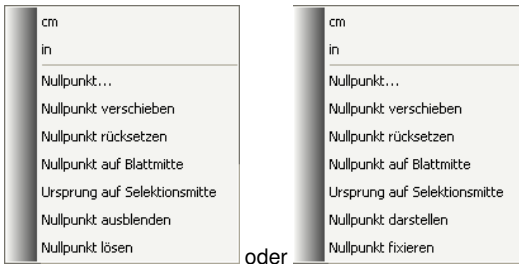 cm
in
Nullpunkt...
Nullpunkt verschieben
Nullpunkt rücksetzen
Nullpunkt auf Blattmitte
Ursprung auf Selektionsmitte
Nullpunkt ausblenden
Nullpunkt lösen
oder
cm
in
Nullpunkt...
Nullpunkt verschieben
Nullpunkt rücksetzen
Nullpunkt auf Blattmitte
Ursprung auf Selektionsmitte
Nullpunkt darstellen
Nullpunkt fixieren